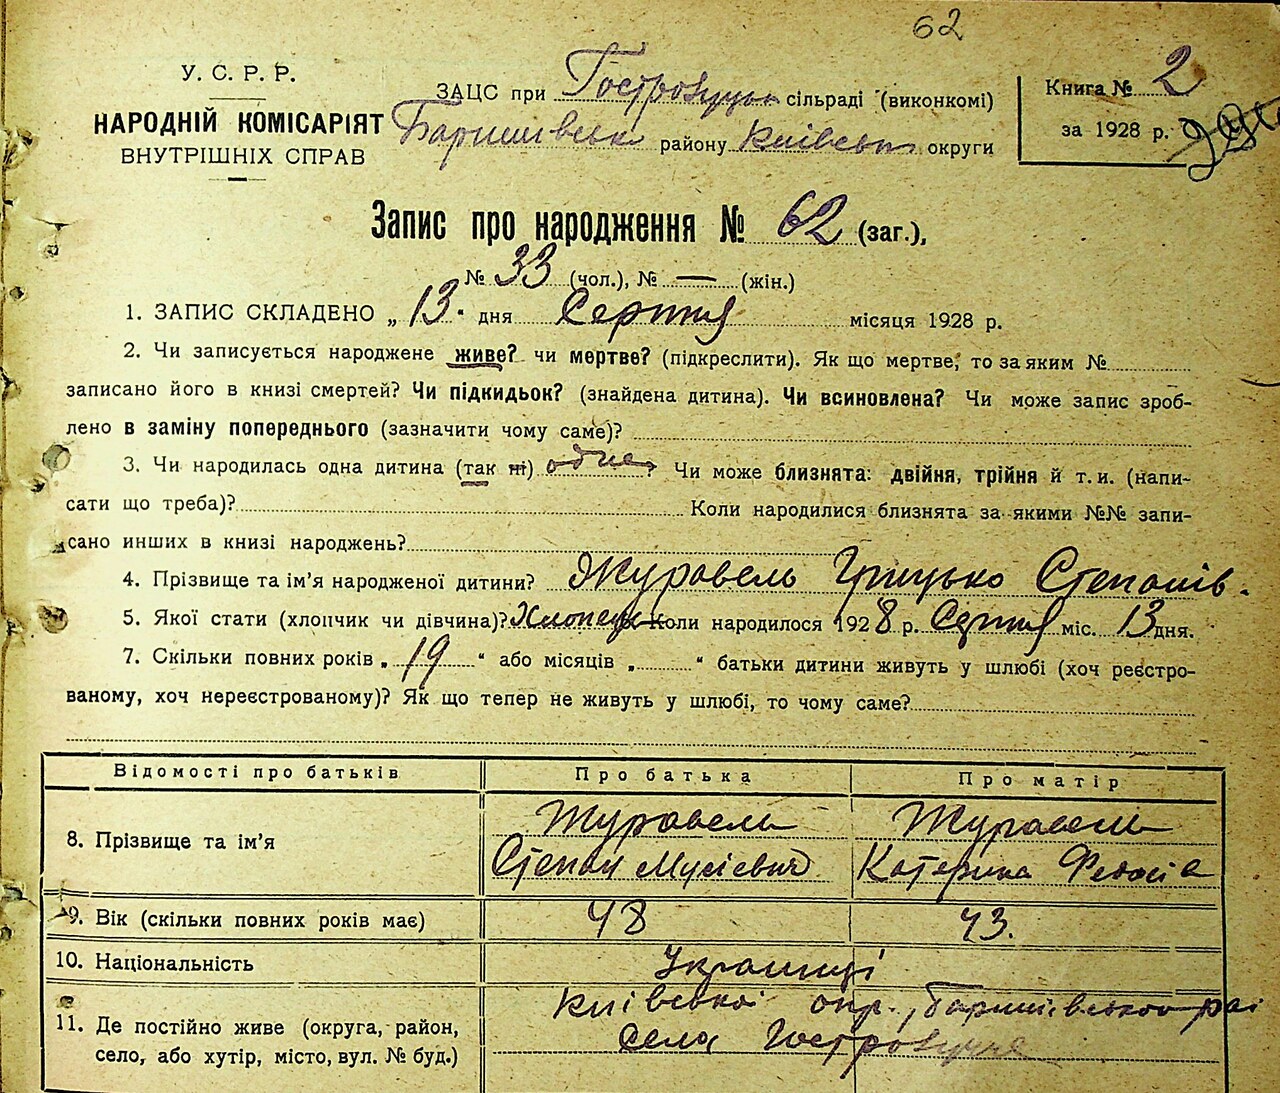 62
У. С. Р. Р.
НАРОДНІЙ КОМІСАРІЯТ
ВНУТРІШНІХ СПРАВ
ЗАЦС при Гостролуцьк сільраді (виконкомі)
Баришівськ району Київськ округи
Книга № 2
за 1928 р.
Запис про народження № 62 (заг.),
№ 33 (чол.), № — (жін.)
1. ЗАПИС СКЛАДЕНО „ 13 " дня Серпня місяця 1928 р.
2. Чи записується народжене живе? чи мертве? (підкреслити). Як що мертве, то за яким №
записано його в книзі смертей? Чи підкидьок? (знайдена дитина). Чи всиновлена? Чи може запис зроб-
лено в заміну попереднього (зазначити чому саме)?
3. Чи народилась одна дитина (так ні) одне Чи може близнята: двійня, трійня й т. и. (напи-
сати що треба)? Коли народилися близнята за якими №№ запи-
сано инших в книзі народжень?
4. Прізвище та ім'я народженої дитини? Журавель Грицько Степанів.
5. Якої стати (хлопчик чи дівчина)? Хлопець Коли народилося 1928 р. Серпня міс. 13 дня.
7. Скільки повних років „ 19 “ або місяців „ “ батьки дитини живуть у шлюбі (хоч реєстро-
ваному, хоч нереєстрованому)? Як що тепер не живуть у шлюбі, то чому саме?
Відомості про батьків Про батька Про матір
8. Прізвище та ім'я Журавель Степан Мусієвич Журавель Катерина
9. Вік (скільки повних років має) 48 43.
10. Національність Українці
11. Де постійно живе (округа, район, село, або хутір, місто, вул. № буд.) Київської окр., Баришівського рай
села Гостролуччя